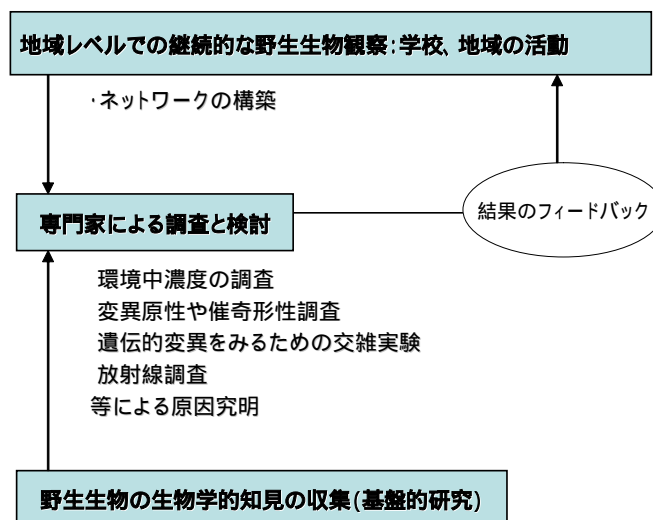 地域レベルでの継続的な野生生物観察:学校、地域の活動
・ネットワークの構築
専門家による調査と検討
結果のフィードバック
環境中濃度の調査
変異原性や催奇形性調査
遺伝的変異をみるための交雑実験
放射線調査
等による原因究明
野生生物の生物学的知見の収集(基盤的研究)